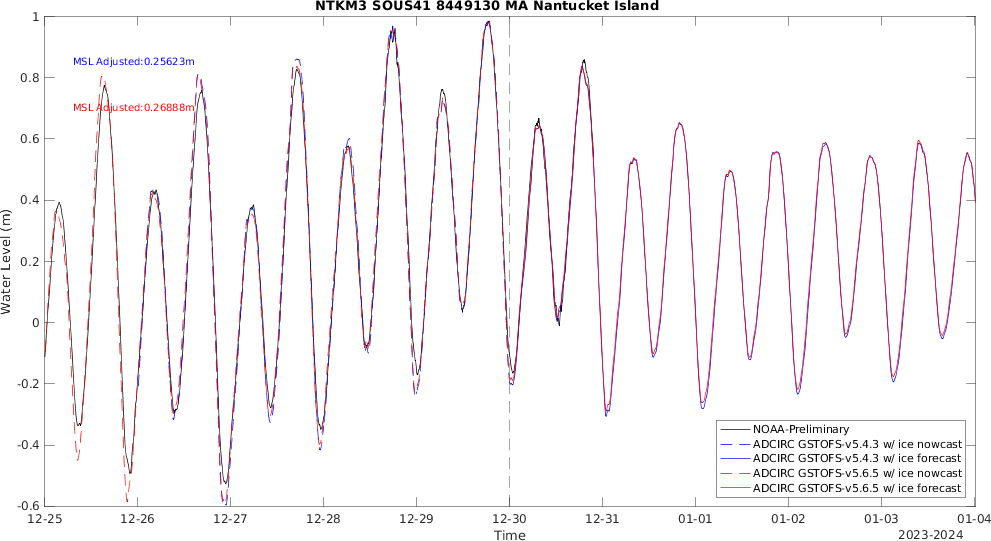 NTKM3 SOUS41 8449130 MA Nantucket Island
1
0.8
0.6
0.4
0.2
0
-0.2
-0.4
-0.6
Water Level (m)
MSL Adjusted:0.25623m
MSL Adjusted:0.26888m
NOAA-Preliminary
ADCIRC GSTOFS-v5.4.3 w/ ice nowcast
ADCIRC GSTOFS-v5.4.3 w/ ice forecast
ADCIRC GSTOFS-v5.6.5 w/ ice nowcast
ADCIRC GSTOFS-v5.6.5 w/ ice forecast
12-25 12-26 12-27 12-28 12-29 12-30 12-31 01-01 01-02 01-03 01-04
Time
2023-2024